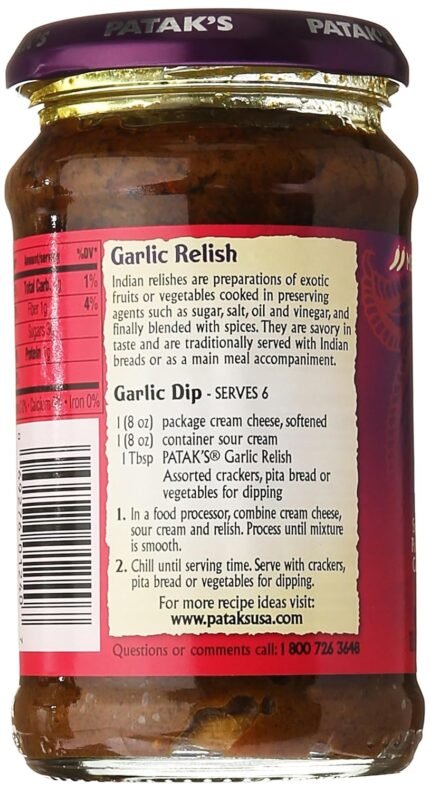 PATAK'S PATAK'S
Amount/serving %DV*
Total Carb. 1%
Fiber 1g 4%
Sugars
Protein
• Iron 0%
Garlic Relish
Indian relishes are preparations of exotic
fruits or vegetables cooked in preserving
agents such as sugar, salt, oil and vinegar, and
finally blended with spices. They are savory in
taste and are traditionally served with Indian
breads or as a main meal accompaniment.
Garlic Dip - SERVES 6
1 (8 oz) package cream cheese, softened
1 (8 oz) container sour cream
1 Tbsp PATAK'S® Garlic Relish
Assorted crackers, pita bread or
vegetables for dipping
1. In a food processor, combine cream cheese,
sour cream and relish. Process until mixture
is smooth.
2. Chill until serving time. Serve with crackers,
pita bread or vegetables for dipping.
For more recipe ideas visit:
www.pataksusa.com
Questions or comments call: 1 800 726 3648